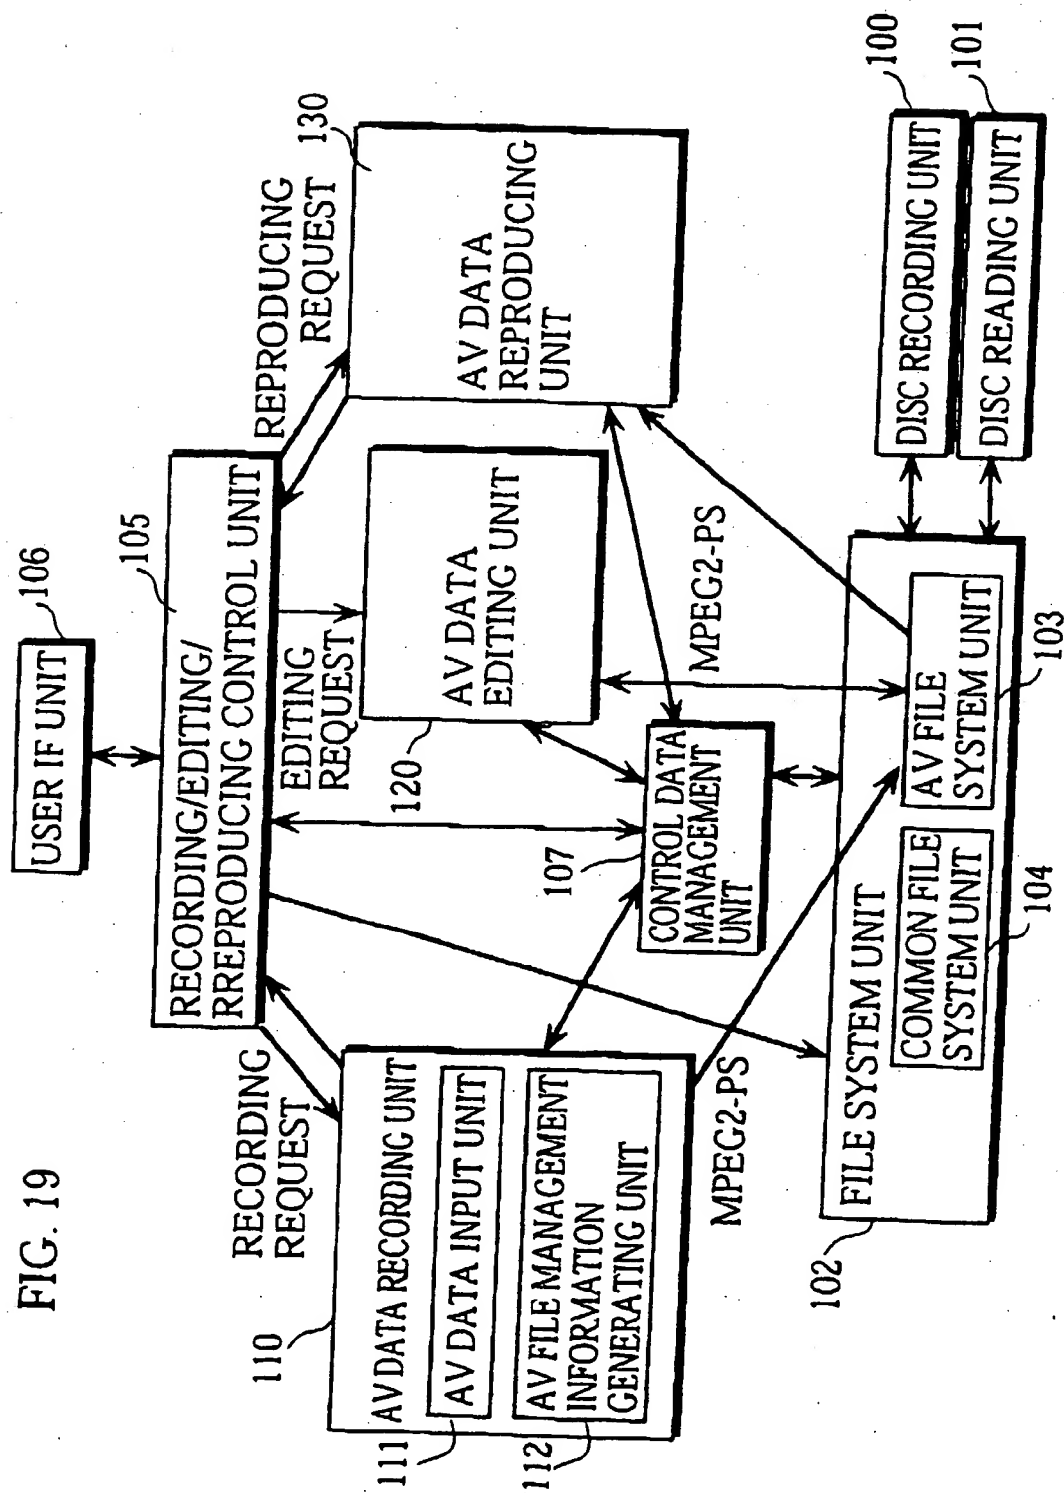 FIG. 19
USER IF UNIT
106
105
RECORDING/EDITING/
RREPRODUCING CONTROL UNIT
RECORDING
REQUEST
EDITING
REQUEST
REPRODUCING
REQUEST
110
AV DATA RECORDING UNIT
111
AV DATA INPUT UNIT
112
AV FILE MANAGEMENT
INFORMATION
GENERATING UNIT
120
AV DATA
EDITING UNIT
130
AV DATA
REPRODUCING
UNIT
107
CONTROL DATA
MANAGEMENT
UNIT
MPEG2-PS
MPEG2-PS
102
FILE SYSTEM UNIT
COMMON FILE
SYSTEM UNIT
104
AV FILE
SYSTEM UNIT
103
DISC RECORDING UNIT
100
DISC READING UNIT
101